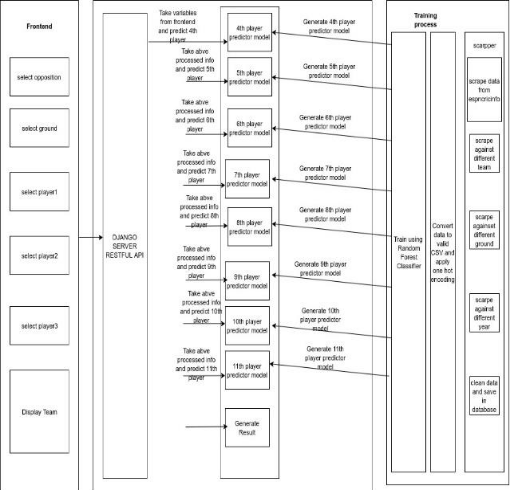 Frontend
select opposition
select ground
select player1
select player2
select player3
Display Team
DJANGO
SERVER
RESTFUL API
Take variables
from frontend
and predict 4th
player
Take abve
processed info
and predict 5th
player
Take abve
processed info
and predict 6th
player
Take abve
processed info
and predict 7th
player
Take abve
processed info
and predict 8th
player
Take abve
processed info
and predict 9th
player
Take abve
processed info
and predict 10th
player
Take abve
processed info
and predict 11th
player
4th player
predictor model
5th player
predictor model
6th player
predictor model
7th player
predictor model
8th player
predictor model
9th player
predictor model
10th player
predictor model
11th player
predictor model
Generate
Result
Generate 4th player
predictor model
Generate 5th player
predictor model
Generate 6th player
predictor model
Generate 7th player
predictor model
Generate 8th player
predictor model
Generate 9th player
predictor model
Generate 10th
player predictor
model
Generate 11th
player predictor
model
Training
process
Train using
Random
Forest
Classifier
Convert
data to
valid
CSV and
apply
one hot
encoding
scarpper
scrape data
from
espncricinfo
scrape
against
different
team
scarpe
againset
different
ground
scarpe
against
different
year
clean data
and save
in
database